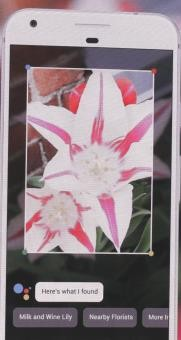 Here's what I found
Milk and Wine Lily
Nearby Florists
More